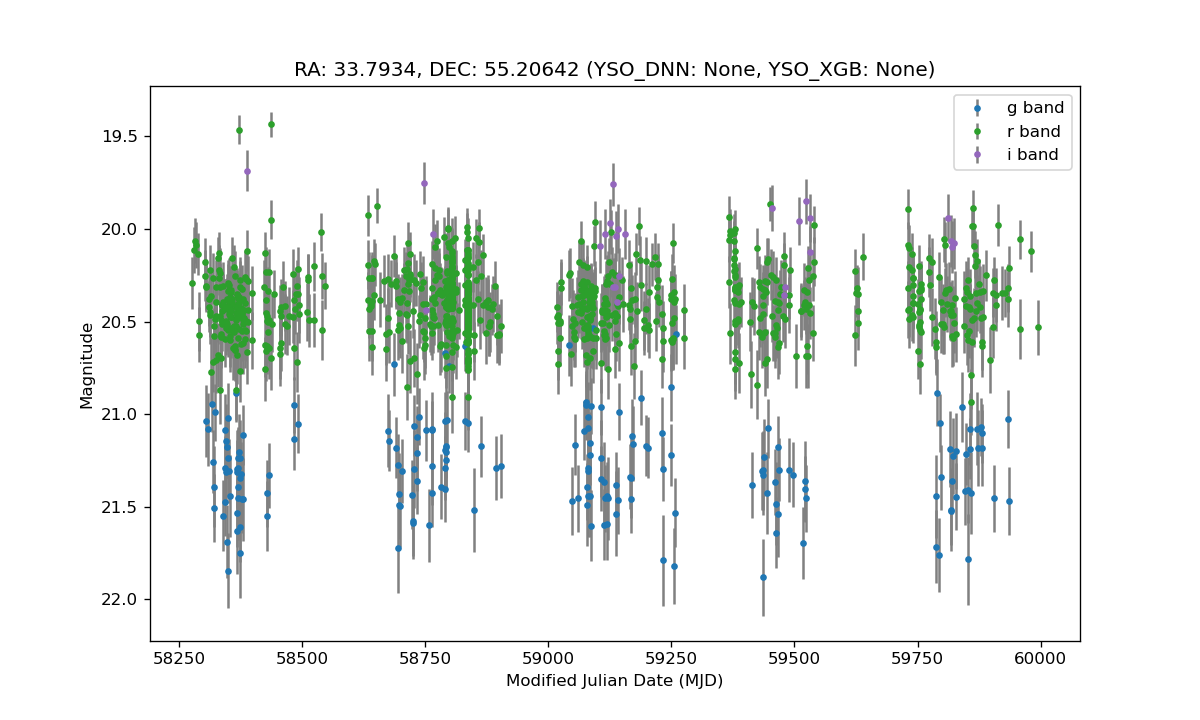 RA: 33.7934, DEC: 55.20642 (YSO_DNN: None, YSO_XGB: None)
g band
r band
i band
19.5
20.0
20.5
21.0
21.5
22.0
Magnitude
58250 58500 58750 59000 59250 59500 59750 60000
Modified Julian Date (MJD)